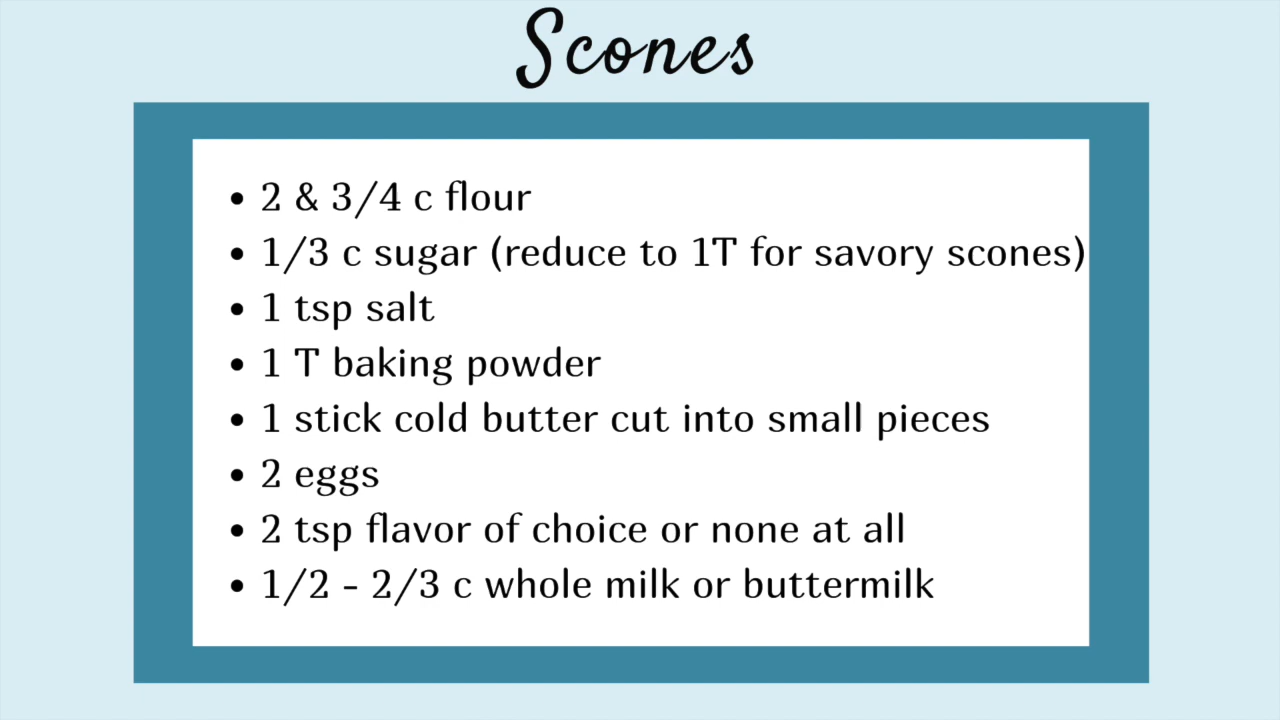 Scones
• 2 & 3/4 c flour
• 1/3 c sugar (reduce to 1T for savory scones)
• 1 tsp salt
• 1 T baking powder
• 1 stick cold butter cut into small pieces
• 2 eggs
• 2 tsp flavor of choice or none at all
• 1/2 - 2/3 c whole milk or buttermilk